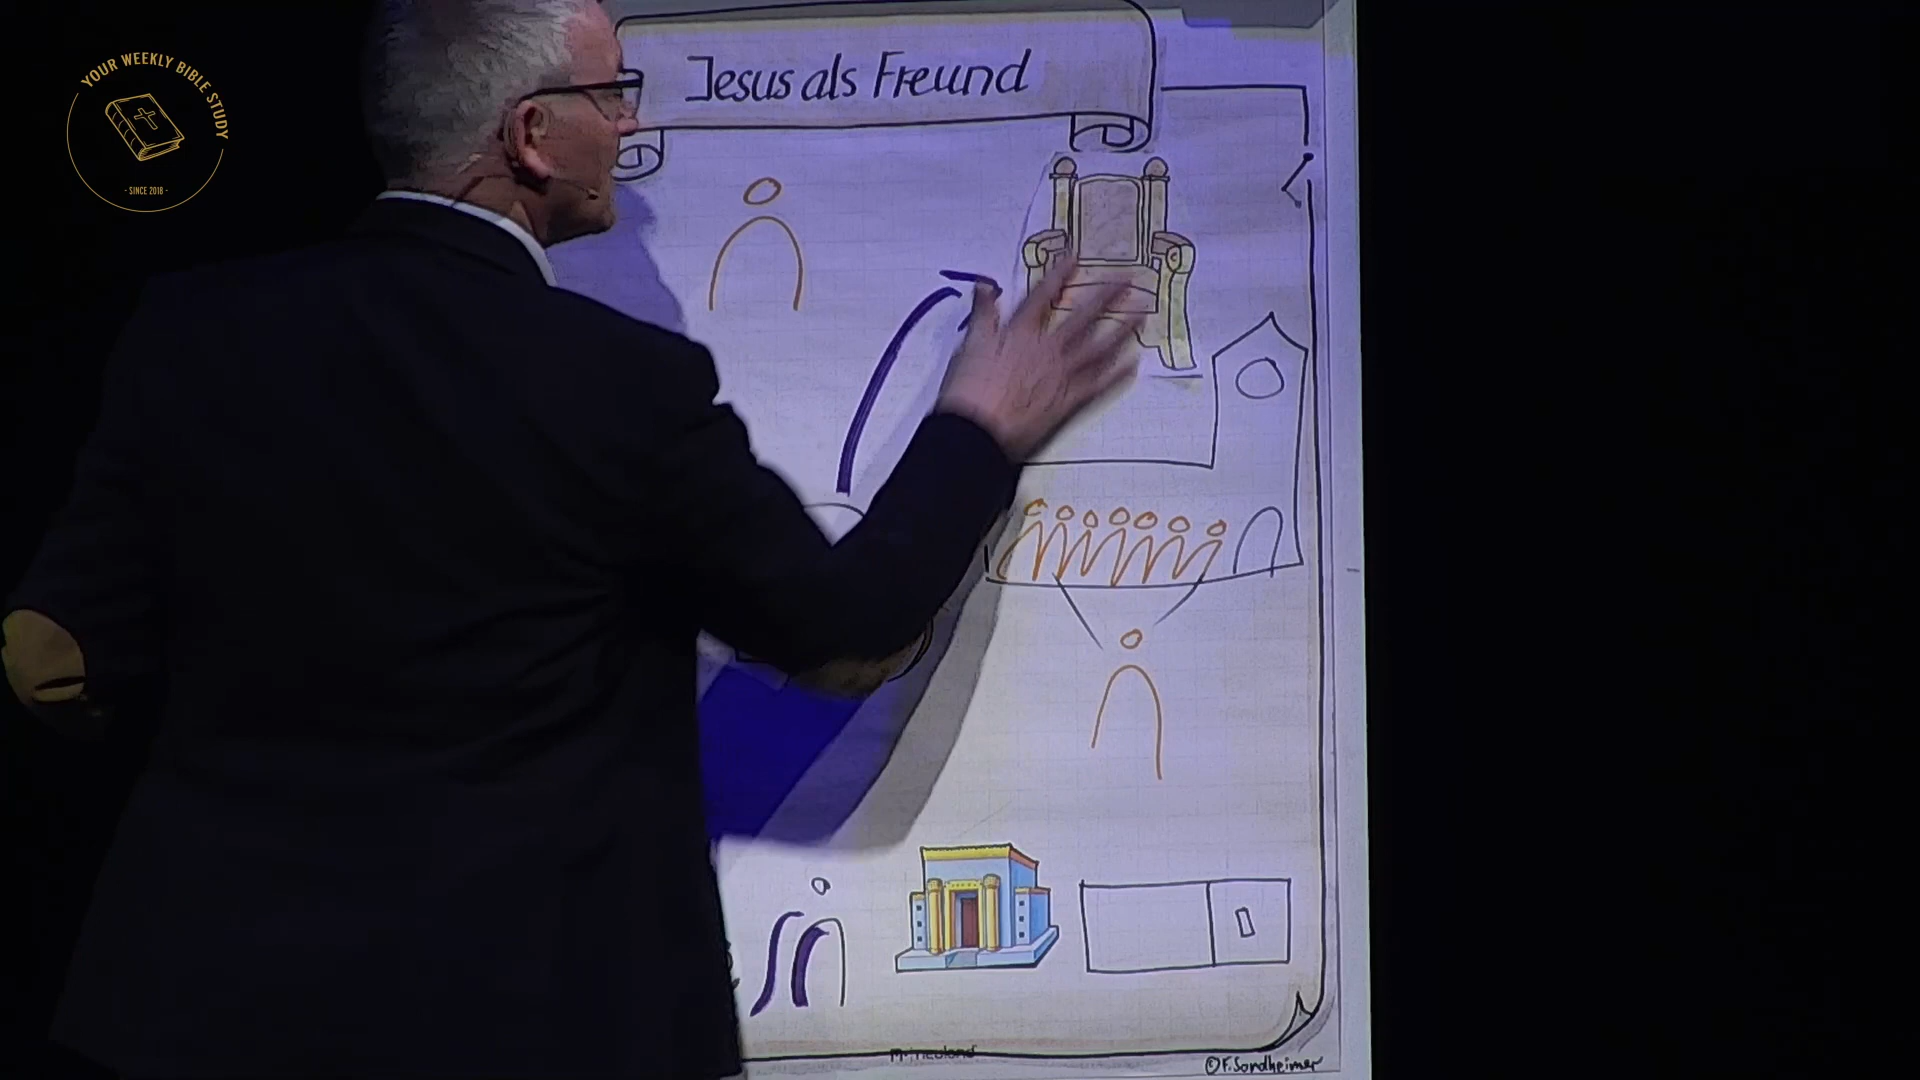 YOUR WEEKLY BIBLE STUDY
- SINCE 2018 -
Jesus als Freund
©F.Sondheimer